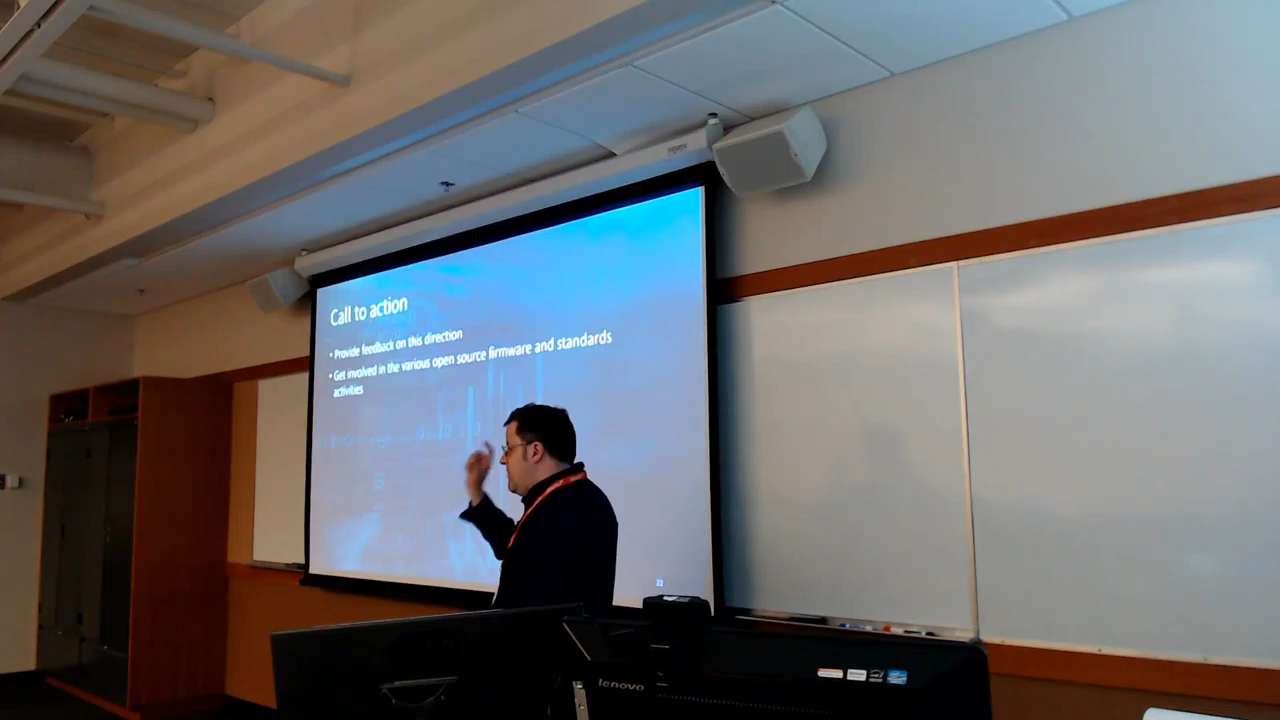 Call to action
• Provide feedback on this direction
• Get involved in the various open source firmware and standards
activities
lenovo